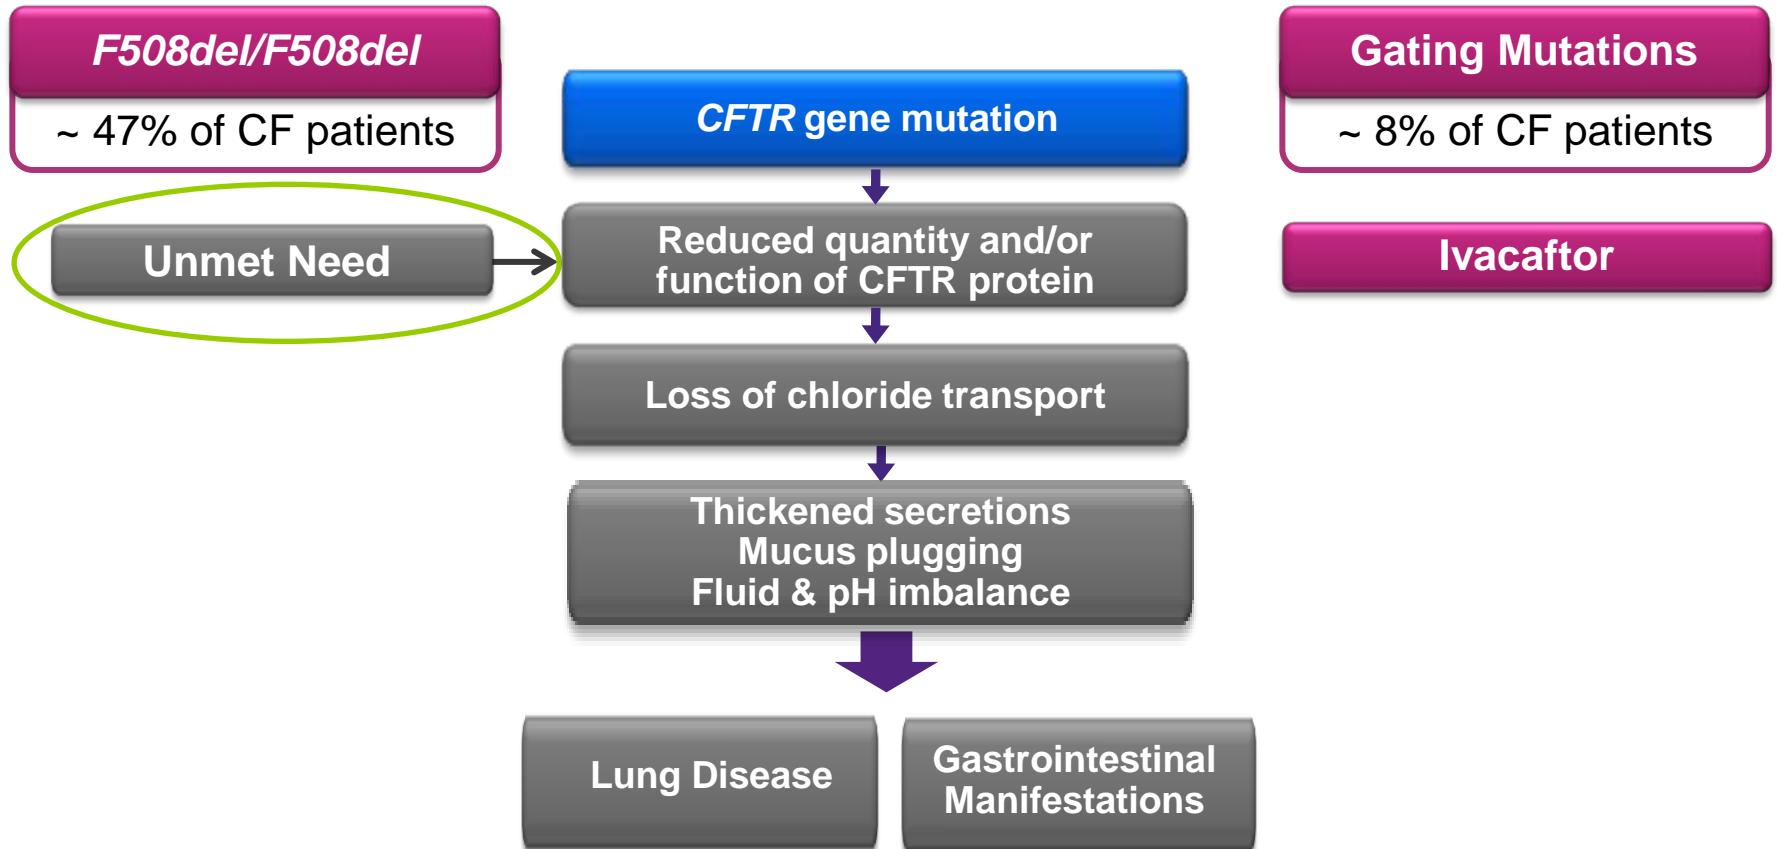 F508del/F508del
~ 47% of CF patients
Unmet Need
CFTR gene mutation
Reduced quantity and/or
function of CFTR protein
Loss of chloride transport
Thickened secretions
Mucus plugging
Fluid & pH imbalance
Lung Disease
Gastrointestinal
Manifestations
Gating Mutations
~ 8% of CF patients
Ivacaftor